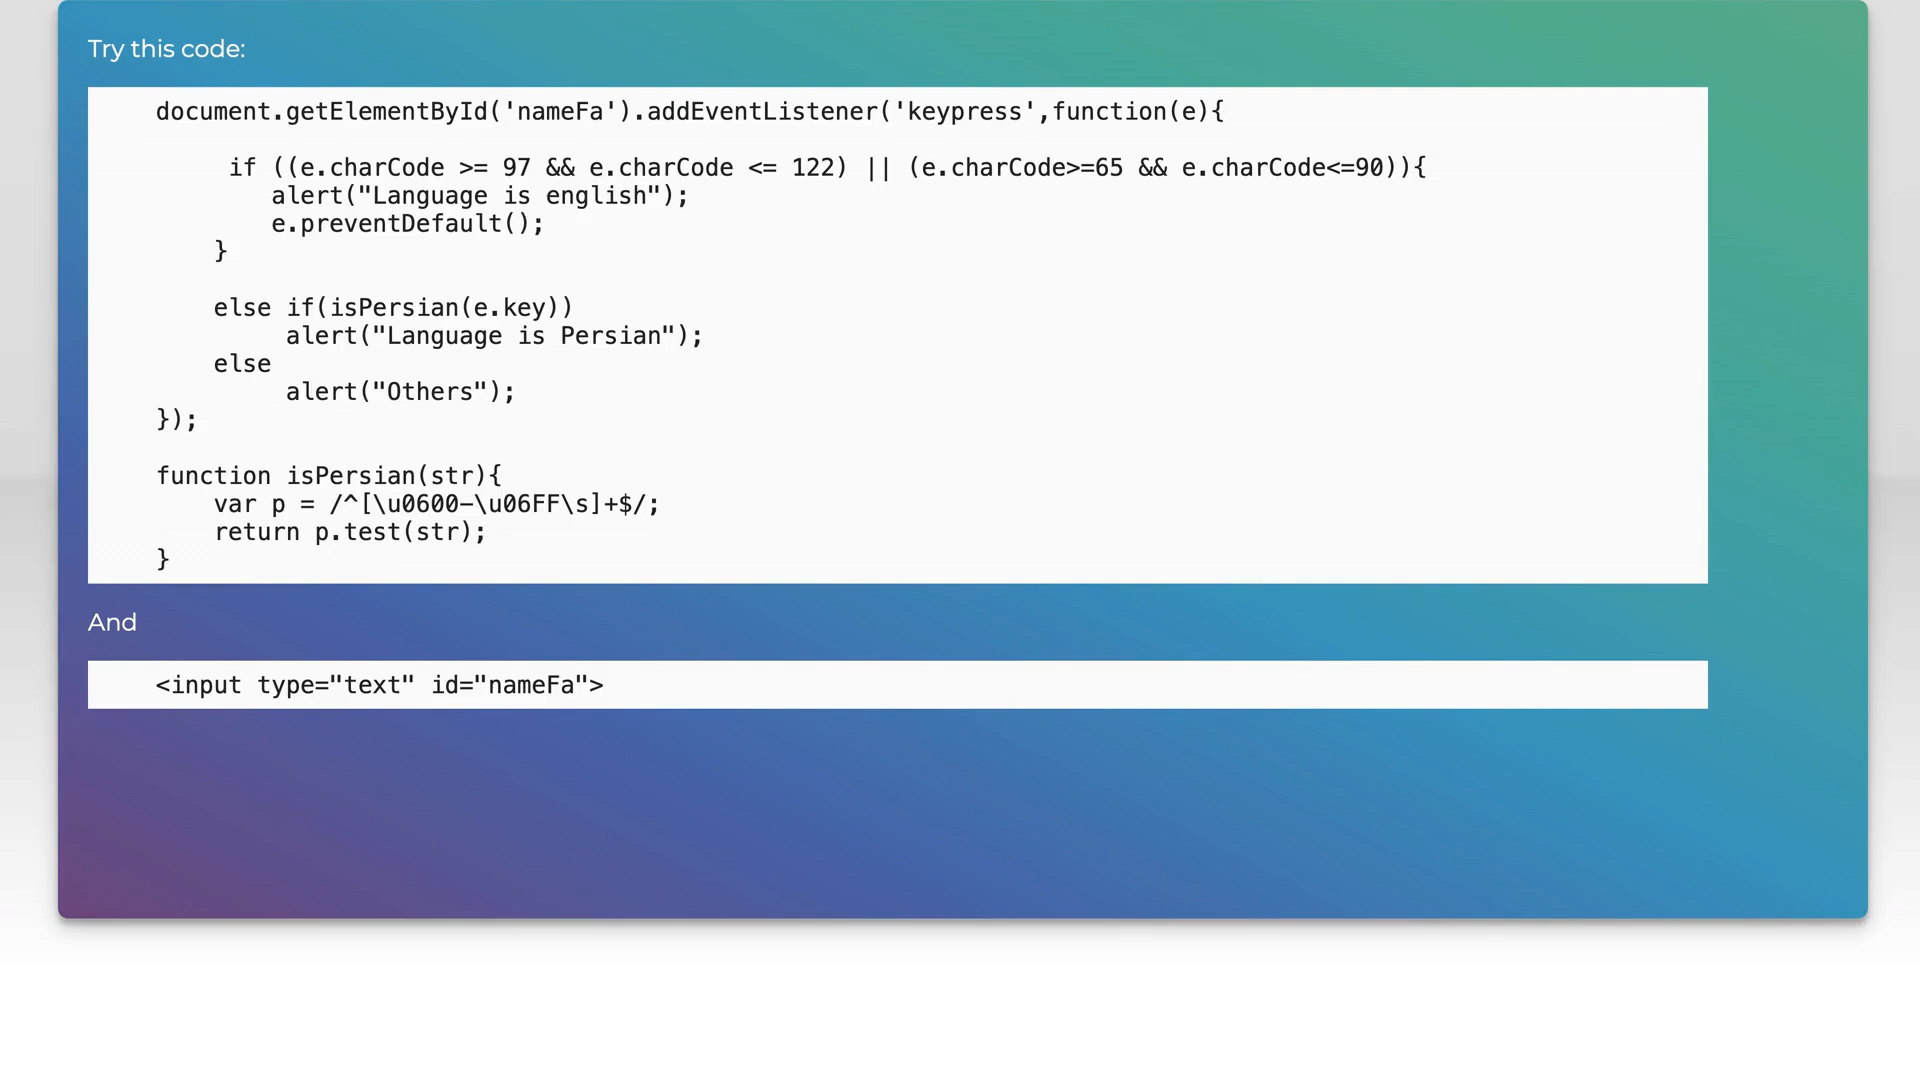 Try this code:
document.getElementById('nameFa').addEventListener('keypress',function(e){
if ((e.charCode >= 97 && e.charCode <= 122) || (e.charCode>=65 && e.charCode<=90)){
alert("Language is english");
e.preventDefault();
}
else if(isPersian(e.key))
alert("Language is Persian");
else
alert("Others");
});
function isPersian(str){
var p = /^[\u0600-\u06FF\s]+$/;
return p.test(str);
}
And
<input type="text" id="nameFa">